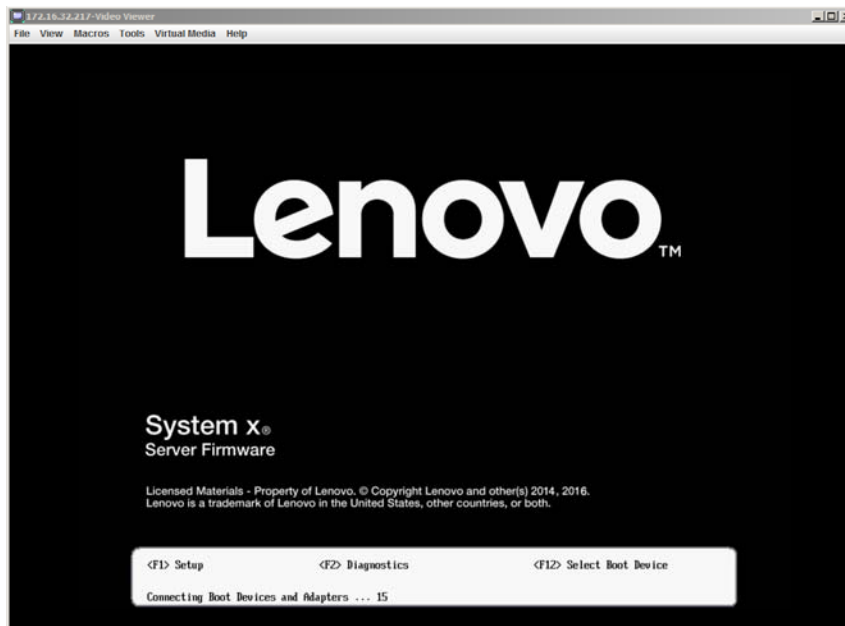 172.16.32.217-Video Viewer
File View Macros Tools Virtual Media Help
Lenovo™
System x®
Server Firmware
Licensed Materials - Property of Lenovo. © Copyright Lenovo and other(s) 2014, 2016.
Lenovo is a trademark of Lenovo in the United States, other countries, or both.
<F1> Setup <F2> Diagnostics <F12> Select Boot Device
Connecting Boot Devices and Adapters ... 15